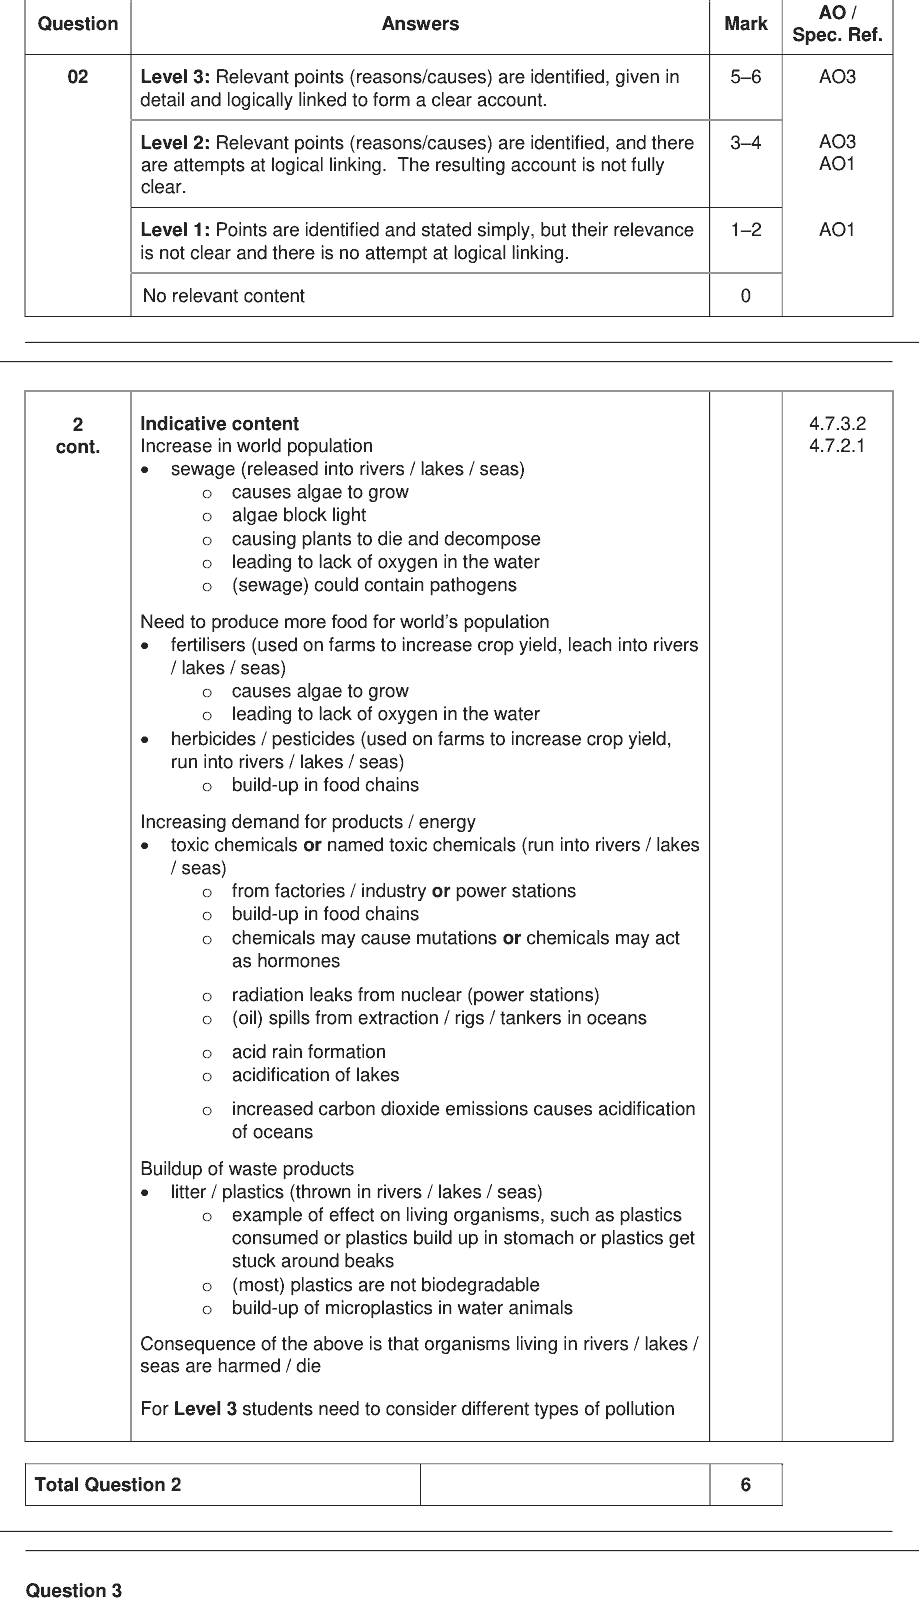 Question Answers Mark AO /
Spec. Ref.
02 Level 3: Relevant points (reasons/causes) are identified, given in 5–6 AO3
detail and logically linked to form a clear account.
Level 2: Relevant points (reasons/causes) are identified, and there 3–4 AO3
are attempts at logical linking. The resulting account is not fully AO1
clear.
Level 1: Points are identified and stated simply, but their relevance 1–2 AO1
is not clear and there is no attempt at logical linking.
No relevant content 0
2 Indicative content 4.7.3.2
cont. Increase in world population 4.7.2.1
• sewage (released into rivers / lakes / seas)
o causes algae to grow
o algae block light
o causing plants to die and decompose
o leading to lack of oxygen in the water
o (sewage) could contain pathogens
Need to produce more food for world's population
• fertilisers (used on farms to increase crop yield, leach into rivers
/ lakes / seas)
o causes algae to grow
o leading to lack of oxygen in the water
• herbicides / pesticides (used on farms to increase crop yield,
run into rivers / lakes / seas)
o build-up in food chains
Increasing demand for products / energy
• toxic chemicals or named toxic chemicals (run into rivers / lakes
/ seas)
o from factories / industry or power stations
o build-up in food chains
o chemicals may cause mutations or chemicals may act
as hormones
o radiation leaks from nuclear (power stations)
o (oil) spills from extraction / rigs / tankers in oceans
o acid rain formation
o acidification of lakes
o increased carbon dioxide emissions causes acidification
of oceans
Buildup of waste products
• litter / plastics (thrown in rivers / lakes / seas)
o example of effect on living organisms, such as plastics
consumed or plastics build up in stomach or plastics get
stuck around beaks
o (most) plastics are not biodegradable
o build-up of microplastics in water animals
Consequence of the above is that organisms living in rivers / lakes /
seas are harmed / die
For Level 3 students need to consider different types of pollution
Total Question 2 6
Question 3